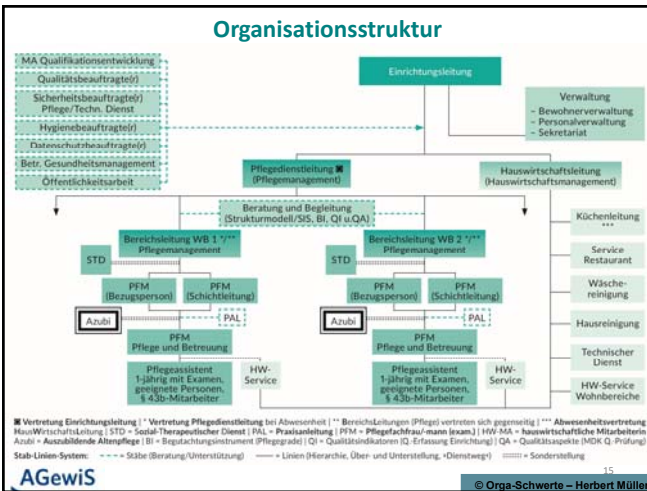 Organisationsstruktur
MA Qualifikationsentwicklung
Qualitätsbeauftragte(r)
Sicherheitsbeauftragte(r)
Pflege/Techn. Dienst
Hygienebeauftragte(r)
Datenschutzbeauftragte(r)
Betr. Gesundheitsmanagement
Öffentlichkeitsarbeit
Einrichtungsleitung
Verwaltung
– Bewohnerverwaltung
– Personalverwaltung
– Sekretariat
Pflegedienstleitung ▣
(Pflegemanagement)
Hauswirtschaftsleitung
(Hauswirtschaftsmanagement)
Beratung und Begleitung
(Strukturmodell/SIS, BI, QI u.QA)
Bereichsleitung WB 1 */**
Pflegemanagement
STD
PFM
(Bezugsperson)
PFM
(Schichtleitung)
Azubi
PAL
PFM
Pflege und Betreuung
Pflegeassistent
1-jährig mit Examen,
geeignete Personen,
§ 43b-Mitarbeiter
HW-
Service
Bereichsleitung WB 2 */**
Pflegemanagement
STD
PFM
(Bezugsperson)
PFM
(Schichtleitung)
Azubi
PAL
PFM
Pflege und Betreuung
Pflegeassistent
1-jährig mit Examen,
geeignete Personen,
§ 43b-Mitarbeiter
HW-
Service
Küchenleitung
***
Service
Restaurant
Wäsche-
reinigung
Hausreinigung
Technischer
Dienst
HW-Service
Wohnbereiche
▣ Vertretung Einrichtungsleitung | * Vertretung Pflegedienstleitung bei Abwesenheit | ** BereichsLeitungen (Pflege) vertreten sich gegenseitig | *** Abwesenheitsvertretung
HausWirtschaftsLeitung | STD = Sozial-Therapeutischer Dienst | PAL = Praxisanleitung | PFM = Pflegefachfrau/-mann (exam.) | HW-MA = hauswirtschaftliche Mitarbeiterin
Azubi = Auszubildende Altenpflege | BI = Begutachtungsinstrument (Pflegegrade) | QI = Qualitätsindikatoren (Q.-Erfassung Einrichtung) | QA = Qualitätsaspekte (MDK Q.-Prüfung)
Stab-Linien-System: = Stäbe (Beratung/Unterstützung) = Linien (Hierarchie, Über- und Unterstellung, »Dienstweg«) = Sonderstellung
15
AGewiS
© Orga-Schwerte – Herbert Müller